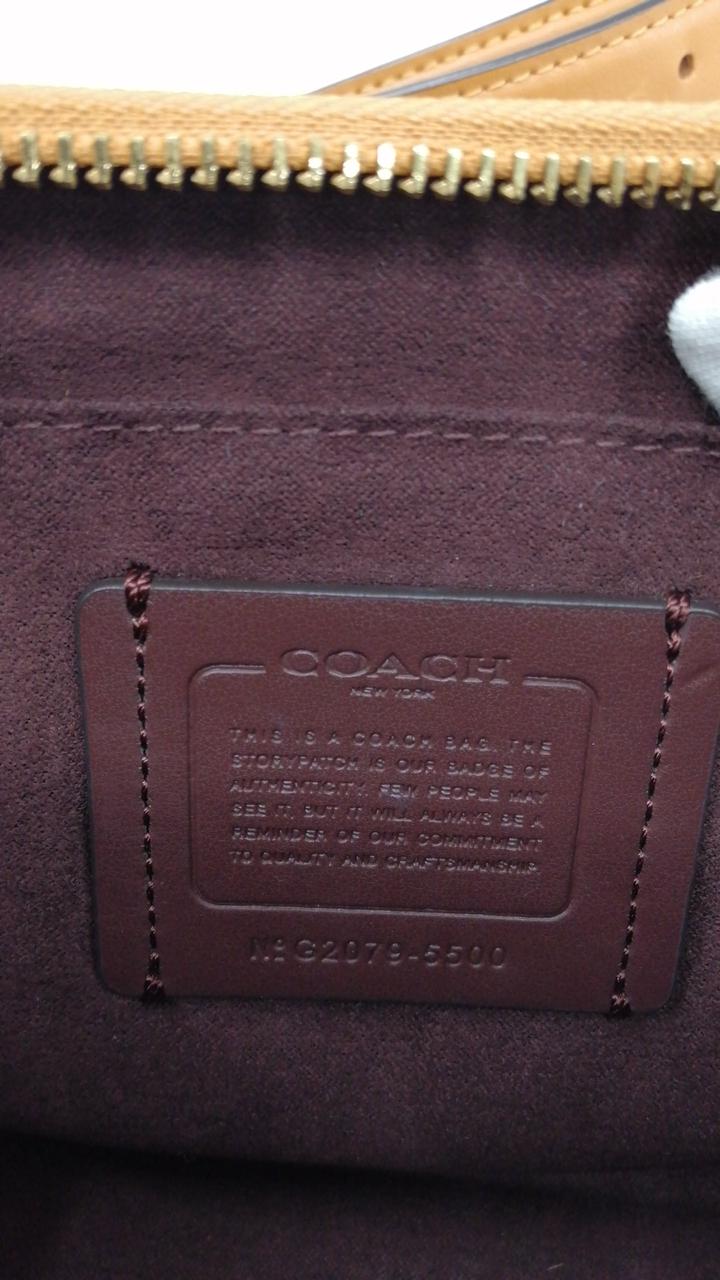 COACH
NEW YORK
THIS IS A COACH BAG. THE
STORYPATCH IS OUR BADGE OF
AUTHENTICITY. FEW PEOPLE MAY
SEE IT, BUT IT WILL ALWAYS BE A
REMINDER OF OUR COMMITMENT
TO QUALITY AND CRAFTSMANSHIP.
Nº G2079-5500